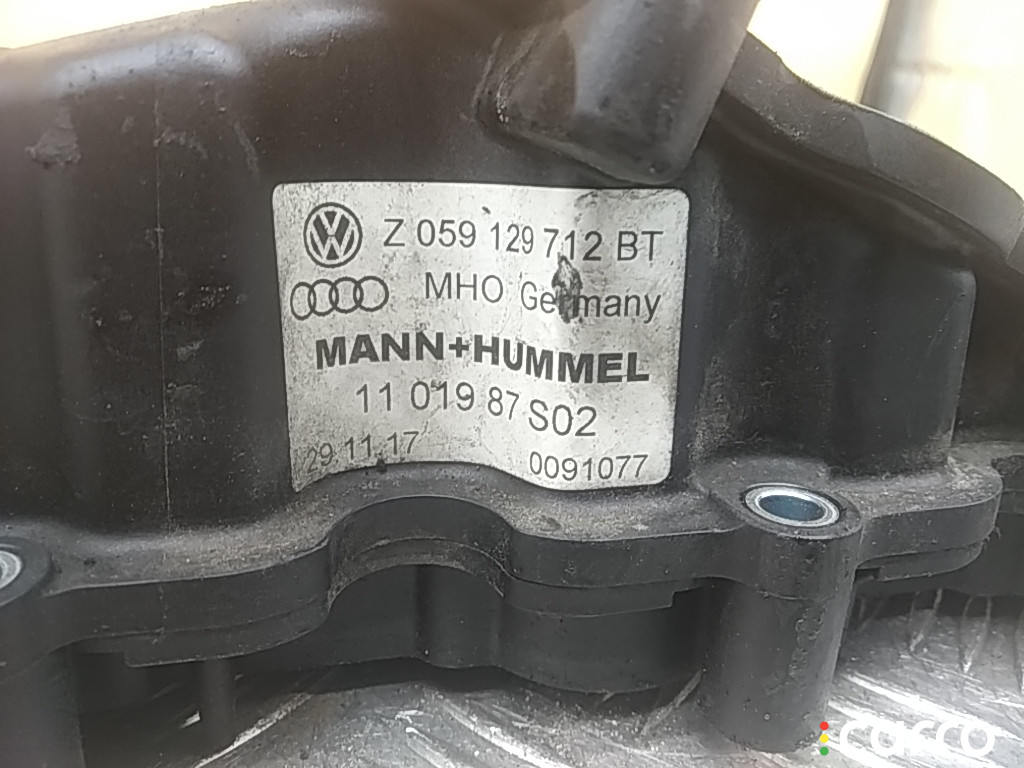 Z 059 129 712 BT
MHO Germany
MANN+HUMMEL
11 019 87 S02
29.11.17 0091077